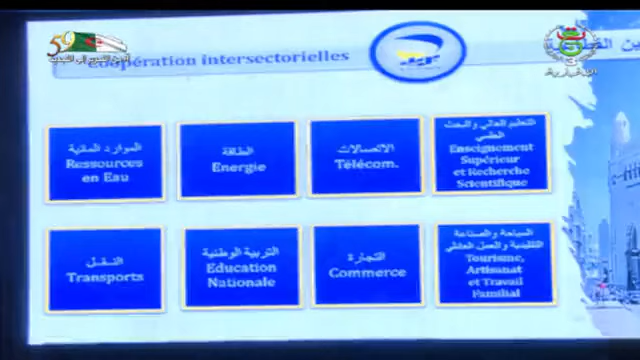 59
Coopération intersectorielles
الموارد المائية
Ressources
en Eau
الطاقة
Energie
الاتصالات
Télécom.
التعليم العالي والبحث
العلمي
Enseignement
Supérieur
et Recherche
Scientifique
النقل
Transports
التربية الوطنية
Education
Nationale
التجارة
Commerce
السياحة والصناعة
التقليدية والعمل العائلي
Tourisme,
Artisanat
et Travail
Familial